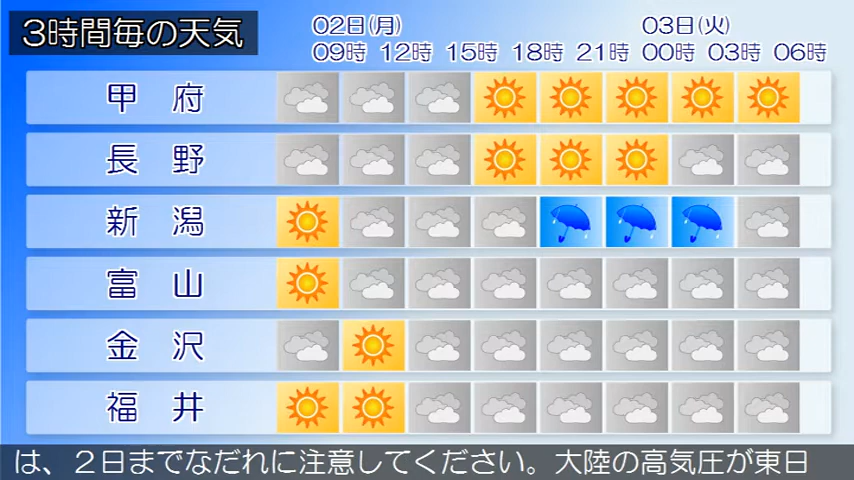 3時間毎の天気
02日(月) 03日(火)
09時 12時 15時 18時 21時 00時 03時 06時
甲府
長野
新潟
富山
金沢
福井
は、２日までなだれに注意してください。大陸の高気圧が東日